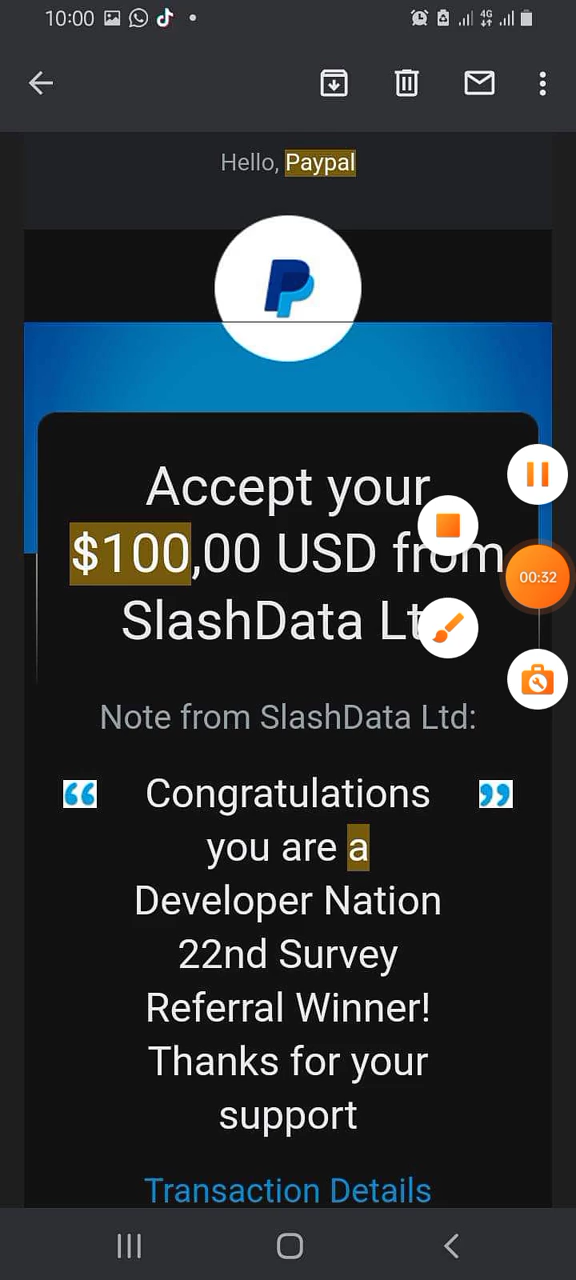 10:00 4G
Hello, Paypal
Accept your
$100,00 USD from
SlashData
00:32
Note from SlashData Ltd:
“ Congratulations ”
you are a
Developer Nation
22nd Survey
Referral Winner!
Thanks for your
support
Transaction Details